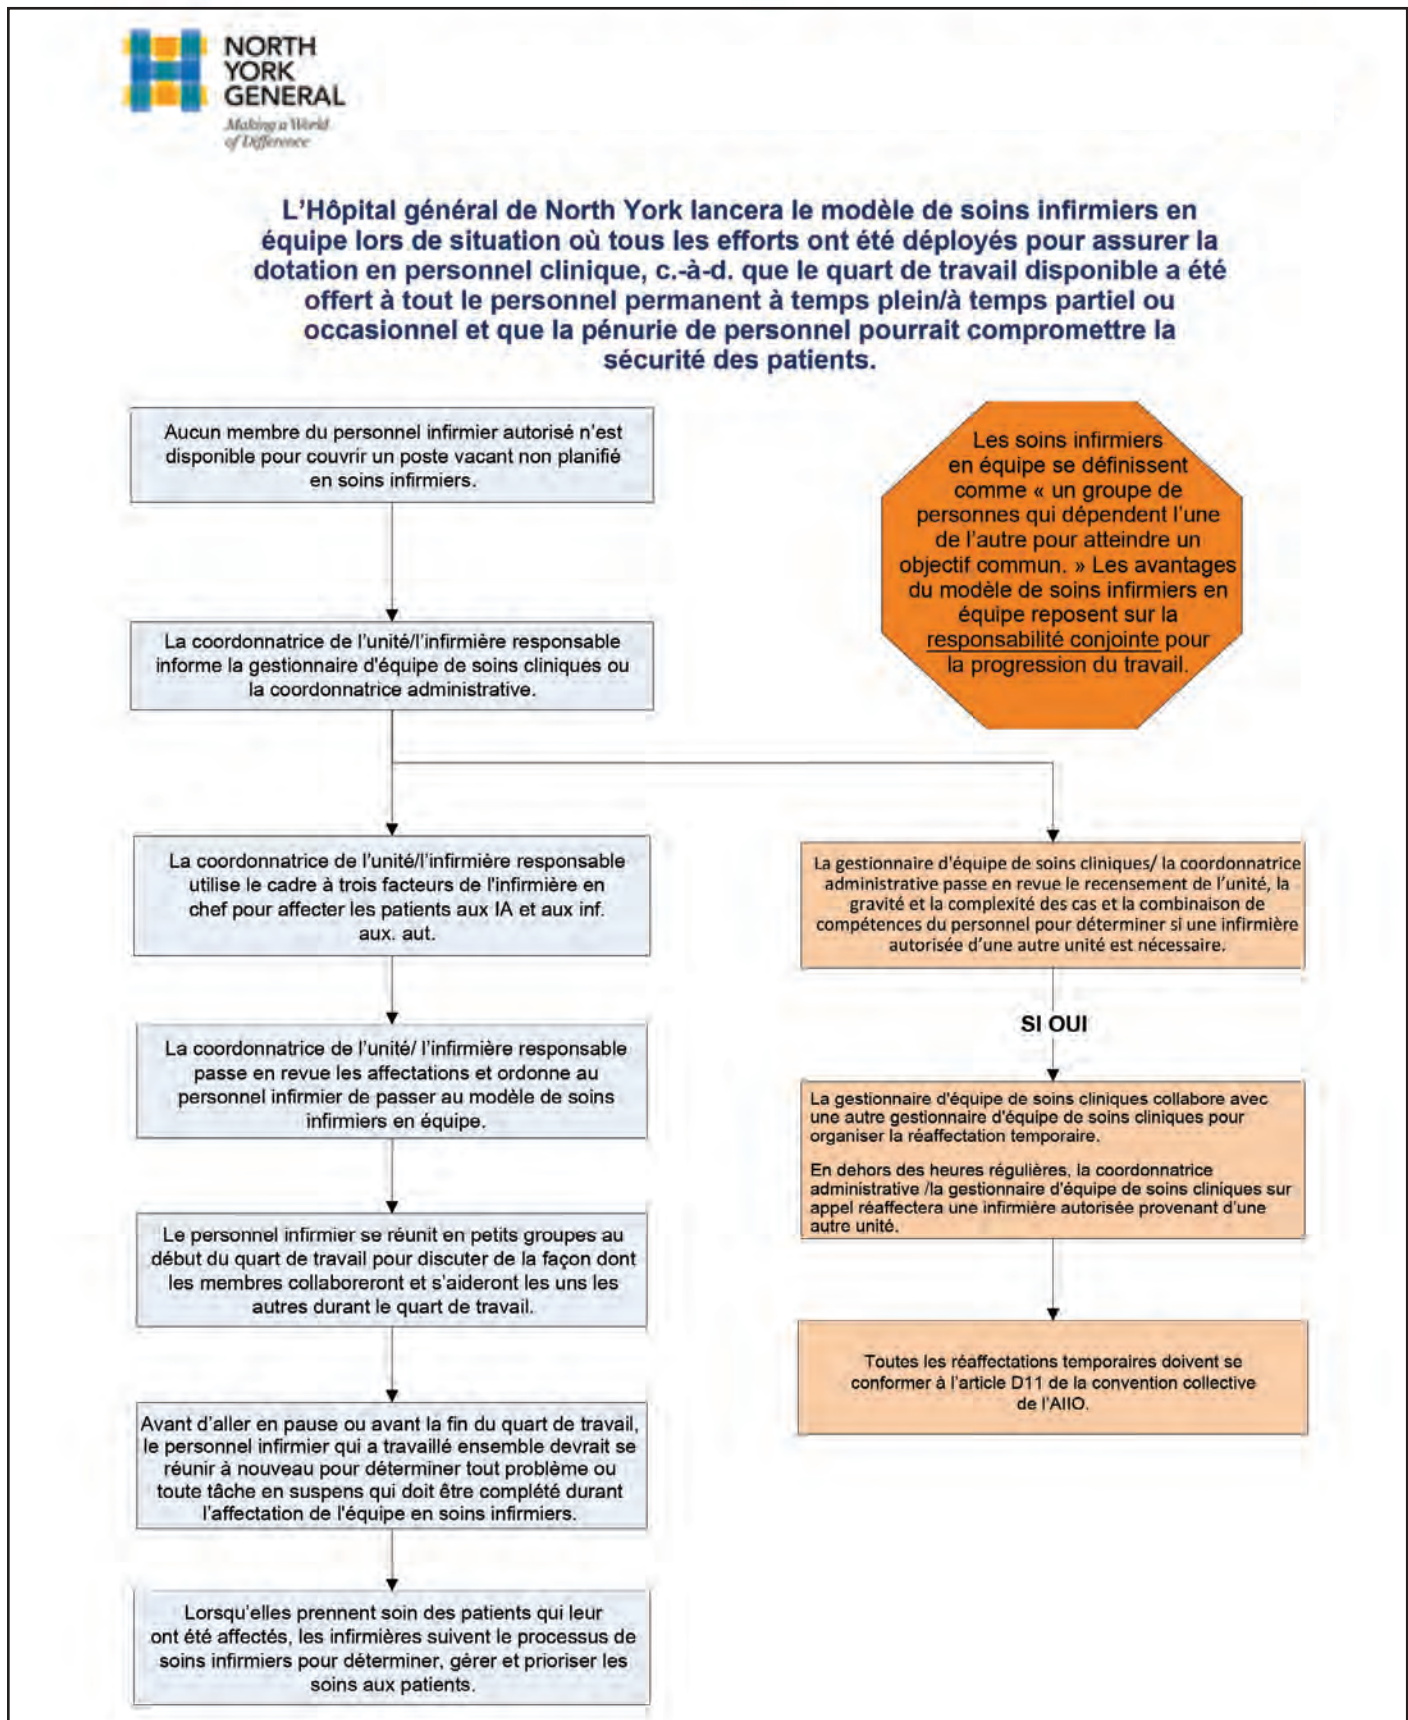 NORTH
YORK
GENERAL
Making a World
of Difference
L'Hôpital général de North York lancera le modèle de soins infirmiers en
équipe lors de situation où tous les efforts ont été déployés pour assurer la
dotation en personnel clinique, c.-à-d. que le quart de travail disponible a été
offert à tout le personnel permanent à temps plein/à temps partiel ou
occasionnel et que la pénurie de personnel pourrait compromettre la
sécurité des patients.
Aucun membre du personnel infirmier autorisé n'est
disponible pour couvrir un poste vacant non planifié
en soins infirmiers.
Les soins infirmiers
en équipe se définissent
comme « un groupe de
personnes qui dépendent l'une
de l'autre pour atteindre un
objectif commun. » Les avantages
du modèle de soins infirmiers en
équipe reposent sur la
responsabilité conjointe pour
la progression du travail.
La coordonnatrice de l'unité/l'infirmière responsable
informe la gestionnaire d'équipe de soins cliniques ou
la coordonnatrice administrative.
La coordonnatrice de l'unité/l'infirmière responsable
utilise le cadre à trois facteurs de l'infirmière en
chef pour affecter les patients aux IA et aux inf.
aux. aut.
La coordonnatrice de l'unité/ l'infirmière responsable
passe en revue les affectations et ordonne au
personnel infirmier de passer au modèle de soins
infirmiers en équipe.
Le personnel infirmier se réunit en petits groupes au
début du quart de travail pour discuter de la façon dont
les membres collaboreront et s'aideront les uns les
autres durant le quart de travail.
Avant d'aller en pause ou avant la fin du quart de travail,
le personnel infirmier qui a travaillé ensemble devrait se
réunir à nouveau pour déterminer tout problème ou
toute tâche en suspens qui doit être complété durant
l'affectation de l'équipe en soins infirmiers.
Lorsqu'elles prennent soin des patients qui leur
ont été affectés, les infirmières suivent le processus de
soins infirmiers pour déterminer, gérer et prioriser les
soins aux patients.
La gestionnaire d'équipe de soins cliniques/ la coordonnatrice
administrative passe en revue le recensement de l'unité, la
gravité et la complexité des cas et la combinaison de
compétences du personnel pour déterminer si une infirmière
autorisée d'une autre unité est nécessaire.
SI OUI
La gestionnaire d'équipe de soins cliniques collabore avec
une autre gestionnaire d'équipe de soins cliniques pour
organiser la réaffectation temporaire.
En dehors des heures régulières, la coordonnatrice
administrative /la gestionnaire d'équipe de soins cliniques sur
appel réaffectera une infirmière autorisée provenant d'une
autre unité.
Toutes les réaffectations temporaires doivent se
conformer à l'article D11 de la convention collective
de l'AIIO.